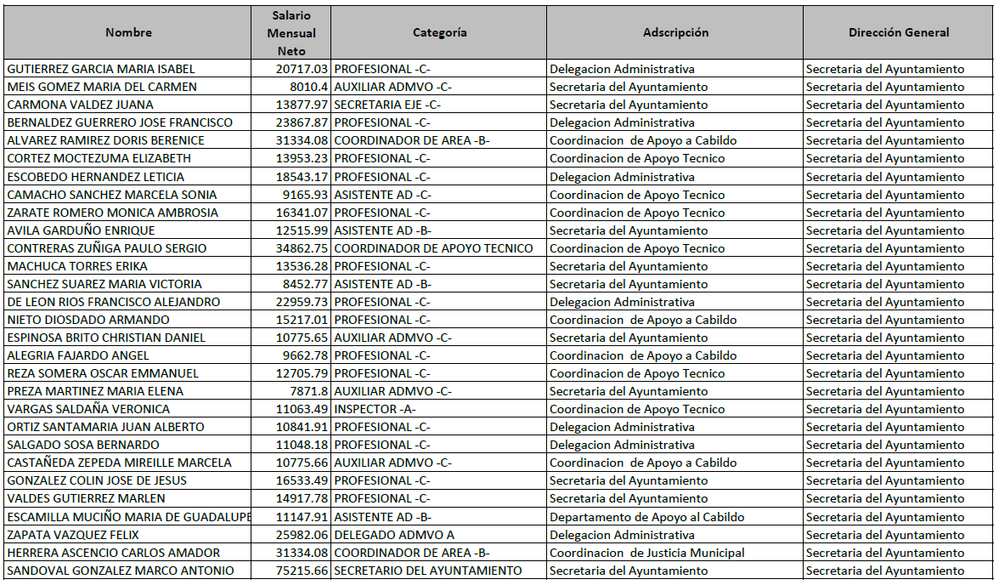 Nombre Salario Mensual Neto Categoría Adscripción Dirección General
GUTIERREZ GARCIA MARIA ISABEL 20717.03 PROFESIONAL -C- Delegacion Administrativa Secretaria del Ayuntamiento
MEIS GOMEZ MARIA DEL CARMEN 8010.4 AUXILIAR ADMVO -C- Secretaria del Ayuntamiento Secretaria del Ayuntamiento
CARMONA VALDEZ JUANA 13877.97 SECRETARIA EJE -C- Secretaria del Ayuntamiento Secretaria del Ayuntamiento
BERNALDEZ GUERRERO JOSE FRANCISCO 23867.87 PROFESIONAL -C- Delegacion Administrativa Secretaria del Ayuntamiento
ALVAREZ RAMIREZ DORIS BERENICE 31334.08 COORDINADOR DE AREA -B- Coordinacion de Apoyo a Cabildo Secretaria del Ayuntamiento
CORTEZ MOCTEZUMA ELIZABETH 13953.23 PROFESIONAL -C- Coordinacion de Apoyo Tecnico Secretaria del Ayuntamiento
ESCOBEDO HERNANDEZ LETICIA 18543.17 PROFESIONAL -C- Delegacion Administrativa Secretaria del Ayuntamiento
CAMACHO SANCHEZ MARCELA SONIA 9165.93 ASISTENTE AD -C- Coordinacion de Apoyo Tecnico Secretaria del Ayuntamiento
ZARATE ROMERO MONICA AMBROSIA 16341.07 PROFESIONAL -C- Coordinacion de Apoyo Tecnico Secretaria del Ayuntamiento
AVILA GARDUÑO ENRIQUE 12515.99 ASISTENTE AD -B- Secretaria del Ayuntamiento Secretaria del Ayuntamiento
CONTRERAS ZUÑIGA PAULO SERGIO 34862.75 COORDINADOR DE APOYO TECNICO Coordinacion de Apoyo Tecnico Secretaria del Ayuntamiento
MACHUCA TORRES ERIKA 13536.28 PROFESIONAL -C- Secretaria del Ayuntamiento Secretaria del Ayuntamiento
SANCHEZ SUAREZ MARIA VICTORIA 8452.77 ASISTENTE AD -B- Secretaria del Ayuntamiento Secretaria del Ayuntamiento
DE LEON RIOS FRANCISCO ALEJANDRO 22959.73 PROFESIONAL -C- Delegacion Administrativa Secretaria del Ayuntamiento
NIETO DIOSDADO ARMANDO 15217.01 PROFESIONAL -C- Coordinacion de Apoyo a Cabildo Secretaria del Ayuntamiento
ESPINOSA BRITO CHRISTIAN DANIEL 10775.65 AUXILIAR ADMVO -C- Secretaria del Ayuntamiento Secretaria del Ayuntamiento
ALEGRIA FAJARDO ANGEL 9662.78 PROFESIONAL -C- Coordinacion de Apoyo a Cabildo Secretaria del Ayuntamiento
REZA SOMERA OSCAR EMMANUEL 12705.79 PROFESIONAL -C- Coordinacion de Apoyo Tecnico Secretaria del Ayuntamiento
PREZA MARTINEZ MARIA ELENA 7871.8 AUXILIAR ADMVO -C- Secretaria del Ayuntamiento Secretaria del Ayuntamiento
VARGAS SALDAÑA VERONICA 11063.49 INSPECTOR -A- Coordinacion de Apoyo Tecnico Secretaria del Ayuntamiento
ORTIZ SANTAMARIA JUAN ALBERTO 10841.91 PROFESIONAL -C- Delegacion Administrativa Secretaria del Ayuntamiento
SALGADO SOSA BERNARDO 11048.18 PROFESIONAL -C- Delegacion Administrativa Secretaria del Ayuntamiento
CASTAÑEDA ZEPEDA MIREILLE MARCELA 10775.66 AUXILIAR ADMVO -C- Coordinacion de Apoyo a Cabildo Secretaria del Ayuntamiento
GONZALEZ COLIN JOSE DE JESUS 16533.49 PROFESIONAL -C- Secretaria del Ayuntamiento Secretaria del Ayuntamiento
VALDES GUTIERREZ MARLEN 14917.78 PROFESIONAL -C- Secretaria del Ayuntamiento Secretaria del Ayuntamiento
ESCAMILLA MUCIÑO MARIA DE GUADALUPE 11147.91 ASISTENTE AD -B- Departamento de Apoyo al Cabildo Secretaria del Ayuntamiento
ZAPATA VAZQUEZ FELIX 25982.06 DELEGADO ADMVO A Delegacion Administrativa Secretaria del Ayuntamiento
HERRERA ASCENCIO CARLOS AMADOR 31334.08 COORDINADOR DE AREA -B- Coordinacion de Justicia Municipal Secretaria del Ayuntamiento
SANDOVAL GONZALEZ MARCO ANTONIO 75215.66 SECRETARIO DEL AYUNTAMIENTO Secretaria del Ayuntamiento Secretaria del Ayuntamiento